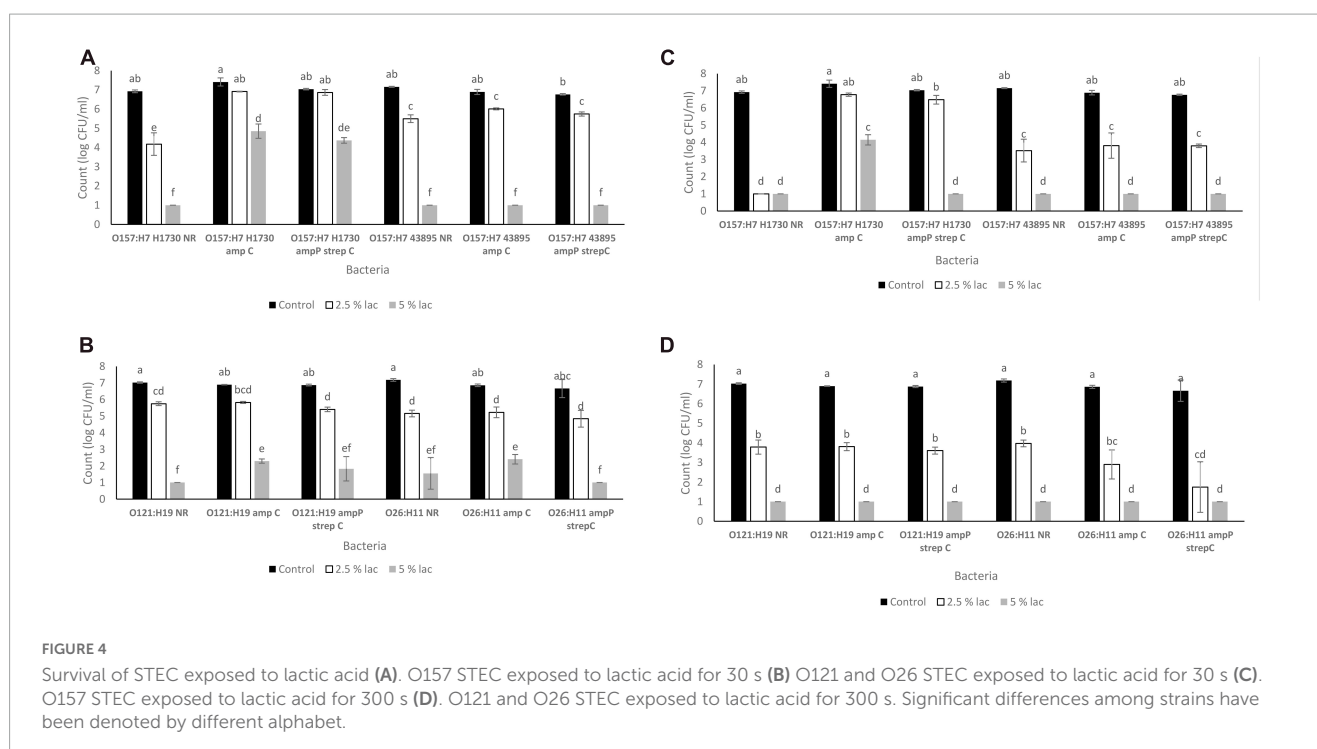 A
ab a ab ab ab ab ab b
e d de c f c f c f
8
7
6
5
4
3
2
1
0
Count (log CFU/ml)
O157:H7 H1730 NR O157:H7 H1730 O157:H7 H1730 O157:H7 43895 NR O157:H7 43895 O157:H7 43895
amp C ampP strep C amp C ampP strepC
Bacteria
Control 2.5 % lac 5 % lac
C
ab a ab ab b ab ab ab
d d c d c d c d c d
8
7
6
5
4
3
2
1
0
Count (log CFU/ml)
O157:H7 H1730 NR O157:H7 H1730 O157:H7 H1730 O157:H7 43895 NR O157:H7 43895 O157:H7 43895
amp C ampP strep C amp C ampP strepC
Bacteria
Control 2.5 % lac 5 % lac
B
a ab ab a ab abc
cd f bcd e d ef d ef d e d f
8
7
6
5
4
3
2
1
0
Count (log CFU/ml)
O121:H19 NR O121:H19 amp C O121:H19 ampP O26:H11 NR O26:H11 amp C O26:H11 ampP
strep C strepC
Bacteria
Control 2.5 % lac 5 % lac
D
a a a a a a
b d b d b d b d bc d cd d
8
7
6
5
4
3
2
1
0
Count (log CFU/ml)
O121:H19 NR O121:H19 amp C O121:H19 ampP O26:H11 NR O26:H11 amp C O26:H11 ampP
strep C strepC
Bacteria
Control 2.5 % lac 5 % lac
FIGURE 4
Survival of STEC exposed to lactic acid (A). O157 STEC exposed to lactic acid for 30 s (B) O121 and O26 STEC exposed to lactic acid for 30 s (C).
O157 STEC exposed to lactic acid for 300 s (D). O121 and O26 STEC exposed to lactic acid for 300 s. Significant differences among strains have
been denoted by different alphabet.